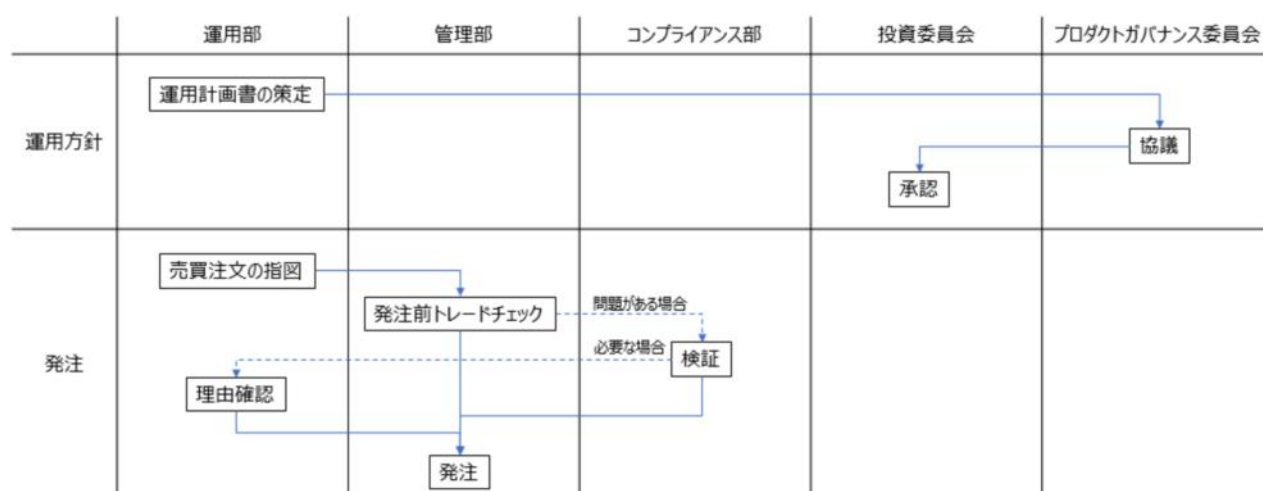 運用部
管理部
コンプライアンス部
投資委員会
プロダクトガバナンス委員会
運用方針
運用計画書の策定
協議
承認
発注
売買注文の指図
発注前トレードチェック
問題がある場合
検証
必要な場合
理由確認
発注